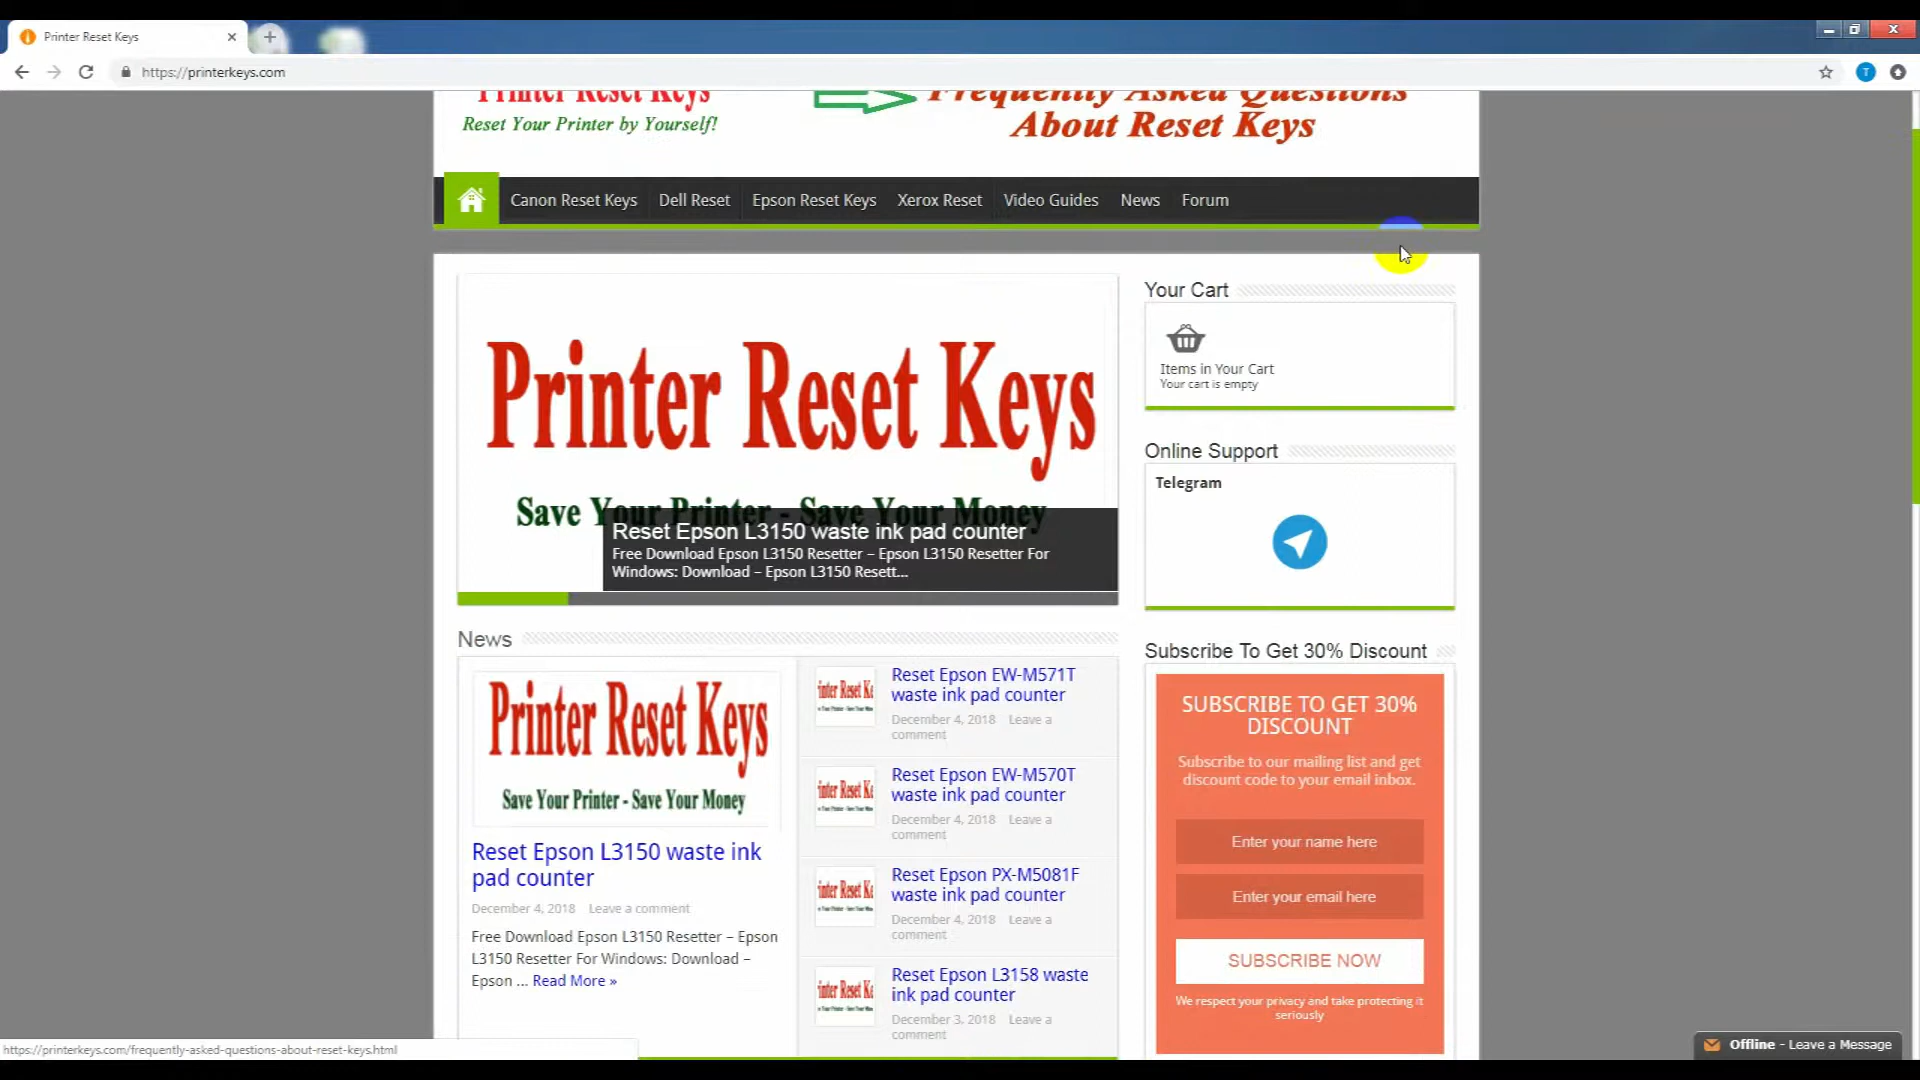 Printer Reset Keys
https://printerkeys.com
Printer Reset Keys
Reset Your Printer by Yourself!
Frequently Asked Questions
About Reset Keys
Canon Reset Keys
Dell Reset
Epson Reset Keys
Xerox Reset
Video Guides
News
Forum
Printer Reset Keys
Save Your Printer - Save Your Money
Reset Epson L3150 waste ink pad counter
Free Download Epson L3150 Resetter – Epson L3150 Resetter For
Windows: Download – Epson L3150 Resett...
Your Cart
Items in Your Cart
Your cart is empty
Online Support
Telegram
News
Printer Reset Keys
Save Your Printer - Save Your Money
Reset Epson L3150 waste ink
pad counter
December 4, 2018 Leave a comment
Free Download Epson L3150 Resetter – Epson
L3150 Resetter For Windows: Download –
Epson ... Read More »
Reset Epson EW-M571T
waste ink pad counter
December 4, 2018 Leave a
comment
Reset Epson EW-M570T
waste ink pad counter
December 4, 2018 Leave a
comment
Reset Epson PX-M5081F
waste ink pad counter
December 4, 2018 Leave a
comment
Reset Epson L3158 waste
ink pad counter
December 3, 2018 Leave a
comment
Subscribe To Get 30% Discount
SUBSCRIBE TO GET 30%
DISCOUNT
Subscribe to our mailing list and get
discount code to your email inbox.
Enter your name here
Enter your email here
SUBSCRIBE NOW
We respect your privacy and take protecting it
seriously
https://printerkeys.com/frequently-asked-questions-about-reset-keys.html
Offline - Leave a Message
T